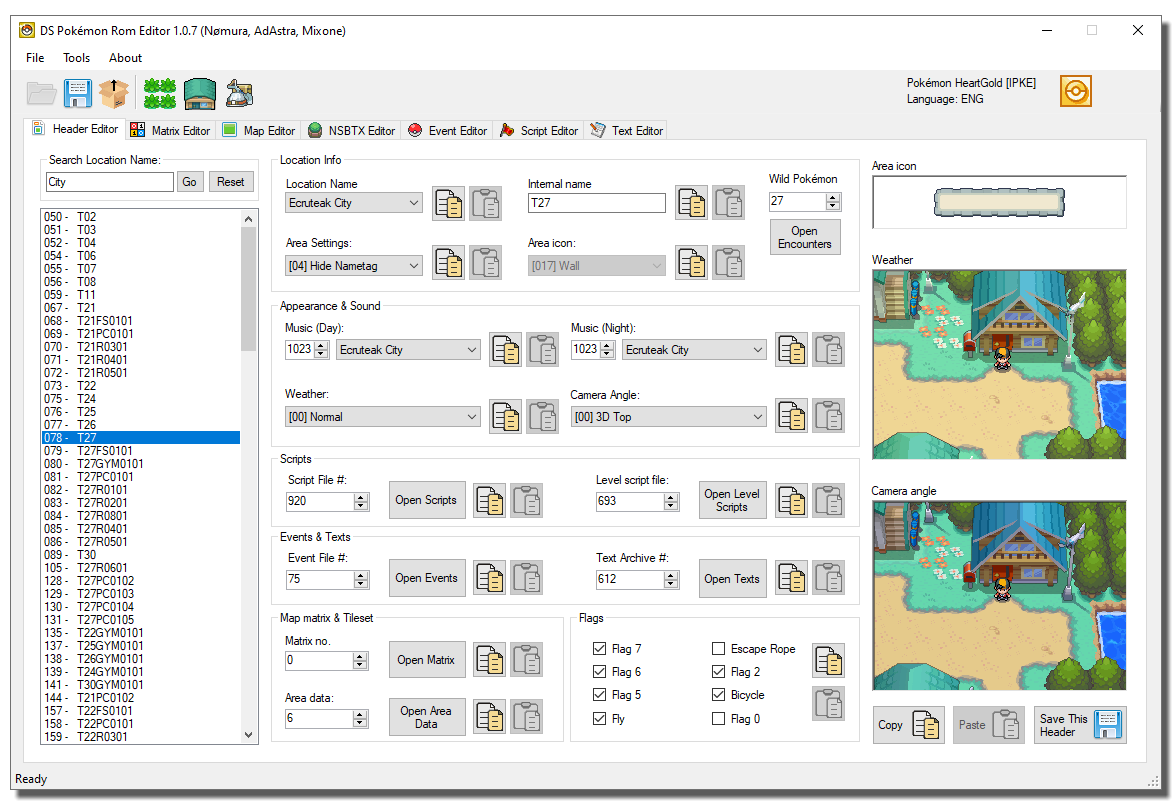 DS Pokémon Rom Editor 1.0.7 (Nømura, AdAstra, Mixone)
File Tools About
Pokémon HeartGold [IPKE]
Language: ENG
Header Editor Matrix Editor Map Editor NSBTX Editor Event Editor Script Editor Text Editor
Search Location Name:
City Go Reset
050 - T02
051 - T03
052 - T04
054 - T06
055 - T07
056 - T08
059 - T11
067 - T21
068 - T21FS0101
069 - T21PC0101
070 - T21R0301
071 - T21R0401
072 - T21R0501
073 - T22
075 - T24
076 - T25
077 - T26
078 - T27
079 - T27FS0101
080 - T27GYM0101
081 - T27PC0101
082 - T27R0101
083 - T27R0201
084 - T27R0801
085 - T27R0401
086 - T27R0501
089 - T30
105 - T27R0601
128 - T27PC0102
129 - T27PC0103
130 - T27PC0104
131 - T27PC0105
135 - T22GYM0101
137 - T25GYM0101
138 - T26GYM0101
139 - T24GYM0101
141 - T30GYM0101
144 - T21PC0102
157 - T22FS0101
158 - T22PC0101
159 - T22R0301
Location Info
Location Name
Ecruteak City
Internal name
T27
Wild Pokémon
27
Open
Encounters
Area Settings:
[04] Hide Nametag
Area icon:
[017] Wall
Appearance & Sound
Music (Day):
1023 Ecruteak City
Music (Night):
1023 Ecruteak City
Weather:
[00] Normal
Camera Angle:
[00] 3D Top
Scripts
Script File #:
920
Open Scripts
Level script file:
693
Open Level
Scripts
Events & Texts
Event File #:
75
Open Events
Text Archive #:
612
Open Texts
Map matrix & Tileset
Matrix no.
0
Open Matrix
Area data:
6
Open Area
Data
Flags
Flag 7 Escape Rope
Flag 6 Flag 2
Flag 5 Bicycle
Fly Flag 0
Area icon
Weather
Camera angle
Copy Paste Save This
Header
Ready